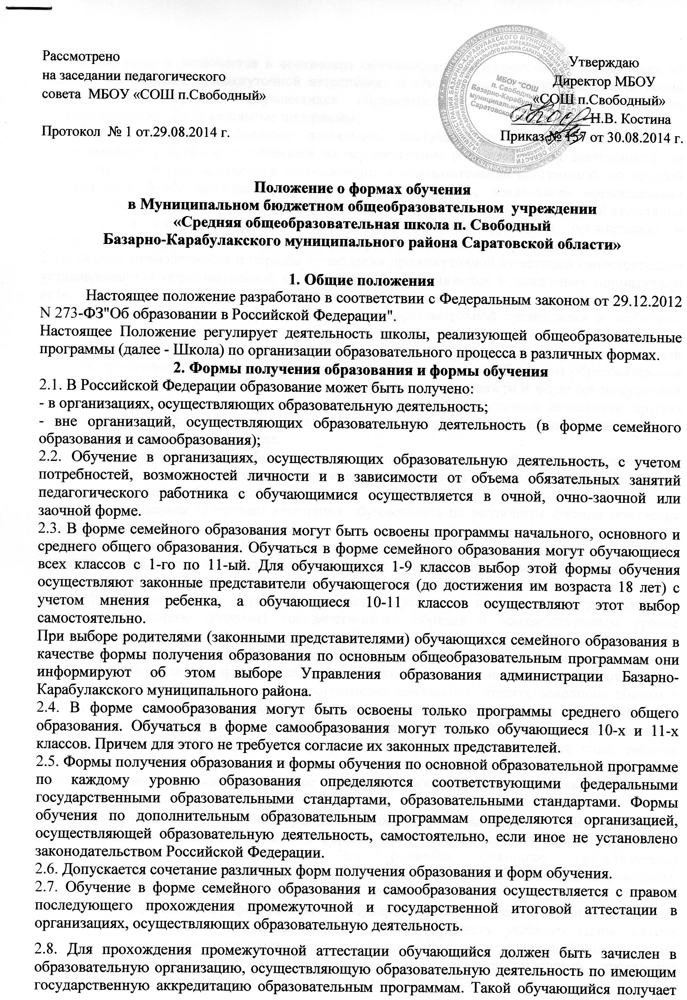 Рассмотрено
на заседании педагогического
совета МБОУ «СОШ п.Свободный»
Протокол № 1 от.29.08.2014 г.
Утверждаю
Директор МБОУ
«СОШ п.Свободный»
Н.В. Костина
Приказ № 157 от 30.08.2014 г.
МБОУ "СОШ
п. Свободный
Базарно-Карабулакского
муниципального района
Саратовской области"
Положение о формах обучения
в Муниципальном бюджетном общеобразовательном учреждении
«Средняя общеобразовательная школа п. Свободный
Базарно-Карабулакского муниципального района Саратовской области»
1. Общие положения
Настоящее положение разработано в соответствии с Федеральным законом от 29.12.2012
N 273-ФЗ"Об образовании в Российской Федерации".
Настоящее Положение регулирует деятельность школы, реализующей общеобразовательные
программы (далее - Школа) по организации образовательного процесса в различных формах.
2. Формы получения образования и формы обучения
2.1. В Российской Федерации образование может быть получено:
- в организациях, осуществляющих образовательную деятельность;
- вне организаций, осуществляющих образовательную деятельность (в форме семейного
образования и самообразования);
2.2. Обучение в организациях, осуществляющих образовательную деятельность, с учетом
потребностей, возможностей личности и в зависимости от объема обязательных занятий
педагогического работника с обучающимися осуществляется в очной, очно-заочной или
заочной форме.
2.3. В форме семейного образования могут быть освоены программы начального, основного и
среднего общего образования. Обучаться в форме семейного образования могут обучающиеся
всех классов с 1-го по 11-ый. Для обучающихся 1-9 классов выбор этой формы обучения
осуществляют законные представители обучающегося (до достижения им возраста 18 лет) с
учетом мнения ребенка, а обучающиеся 10-11 классов осуществляют этот выбор
самостоятельно.
При выборе родителями (законными представителями) обучающихся семейного образования в
качестве формы получения образования по основным общеобразовательным программам они
информируют об этом выборе Управления образования администрации Базарно-
Карабулакского муниципального района.
2.4. В форме самообразования могут быть освоены только программы среднего общего
образования. Обучаться в форме самообразования могут только обучающиеся 10-х и 11-х
классов. Причем для этого не требуется согласие их законных представителей.
2.5. Формы получения образования и формы обучения по основной образовательной программе
по каждому уровню образования определяются соответствующими федеральными
государственными образовательными стандартами, образовательными стандартами. Формы
обучения по дополнительным образовательным программам определяются организацией,
осуществляющей образовательную деятельность, самостоятельно, если иное не установлено
законодательством Российской Федерации.
2.6. Допускается сочетание различных форм получения образования и форм обучения.
2.7. Обучение в форме семейного образования и самообразования осуществляется с правом
последующего прохождения промежуточной и государственной итоговой аттестации в
организациях, осуществляющих образовательную деятельность.
2.8. Для прохождения промежуточной аттестации обучающийся должен быть зачислен в
образовательную организацию, осуществляющую образовательную деятельность по имеющим
государственную аккредитацию образовательным программам. Такой обучающийся получает